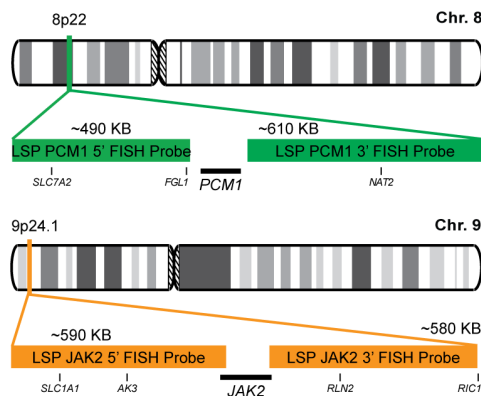 8p22
Chr. 8
~490 KB
~610 KB
LSP PCM1 5' FISH Probe
LSP PCM1 3' FISH Probe
SLC7A2
FGL1
PCM1
NAT2
9p24.1
Chr. 9
~590 KB
~580 KB
LSP JAK2 5' FISH Probe
LSP JAK2 3' FISH Probe
SLC1A1
AK3
JAK2
RLN2
RIC1